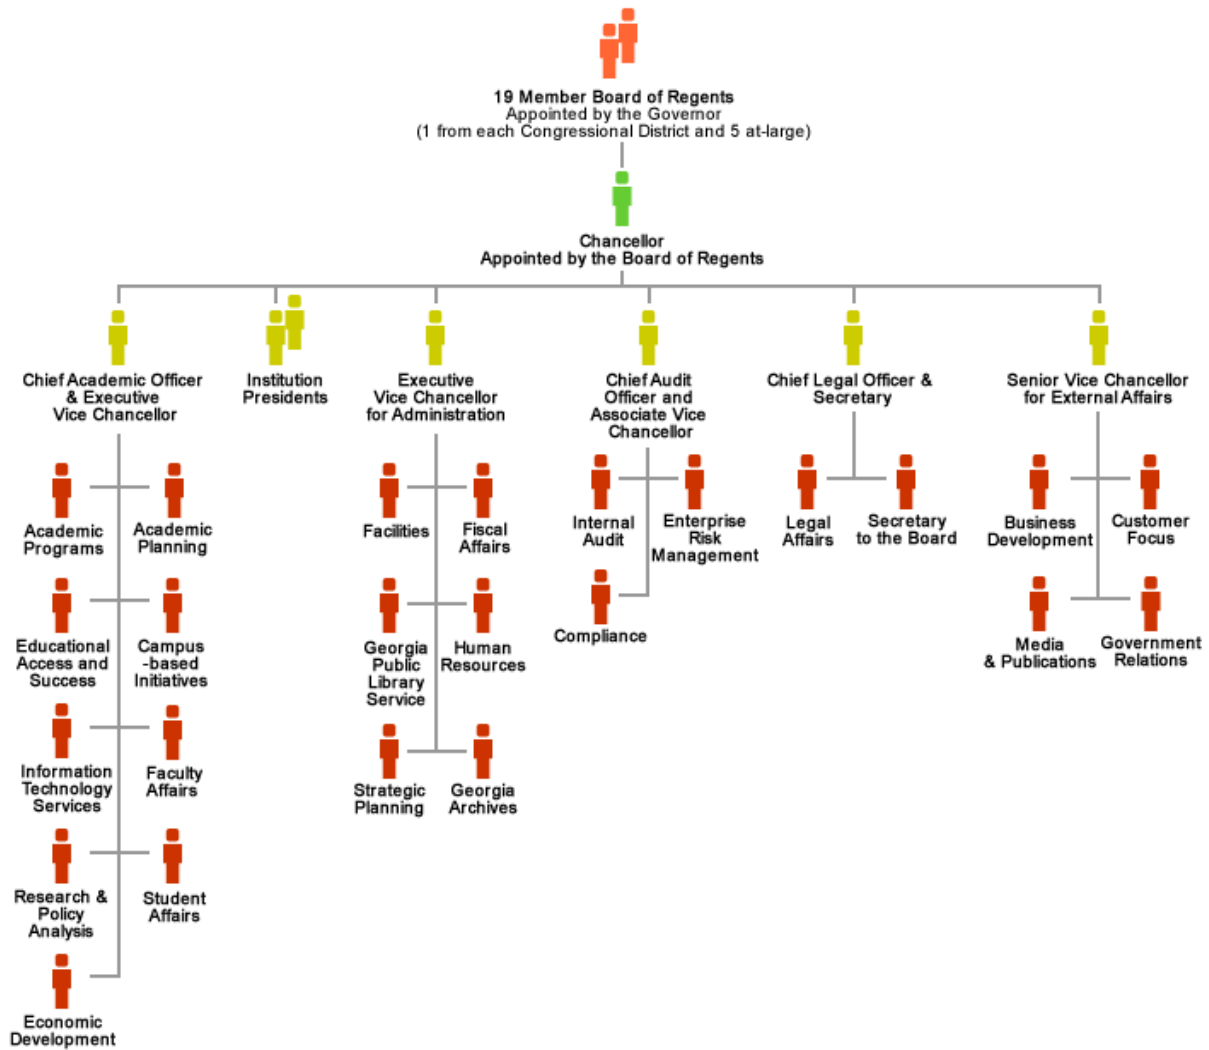 19 Member Board of Regents
Appointed by the Governor
(1 from each Congressional District and 5 at-large)
Chancellor
Appointed by the Board of Regents
Chief Academic Officer
& Executive
Vice Chancellor
Institution
Presidents
Executive
Vice Chancellor
for Administration
Chief Audit
Officer and
Associate Vice
Chancellor
Chief Legal Officer &
Secretary
Senior Vice Chancellor
for External Affairs
Academic
Programs
Academic
Planning
Educational
Access and
Success
Campus
-based
Initiatives
Information
Technology
Services
Faculty
Affairs
Research &
Policy
Analysis
Student
Affairs
Economic
Development
Facilities
Fiscal
Affairs
Georgia
Public
Library
Service
Human
Resources
Strategic
Planning
Georgia
Archives
Internal
Audit
Enterprise
Risk
Management
Compliance
Legal
Affairs
Secretary
to the Board
Business
Development
Customer
Focus
Media
& Publications
Government
Relations